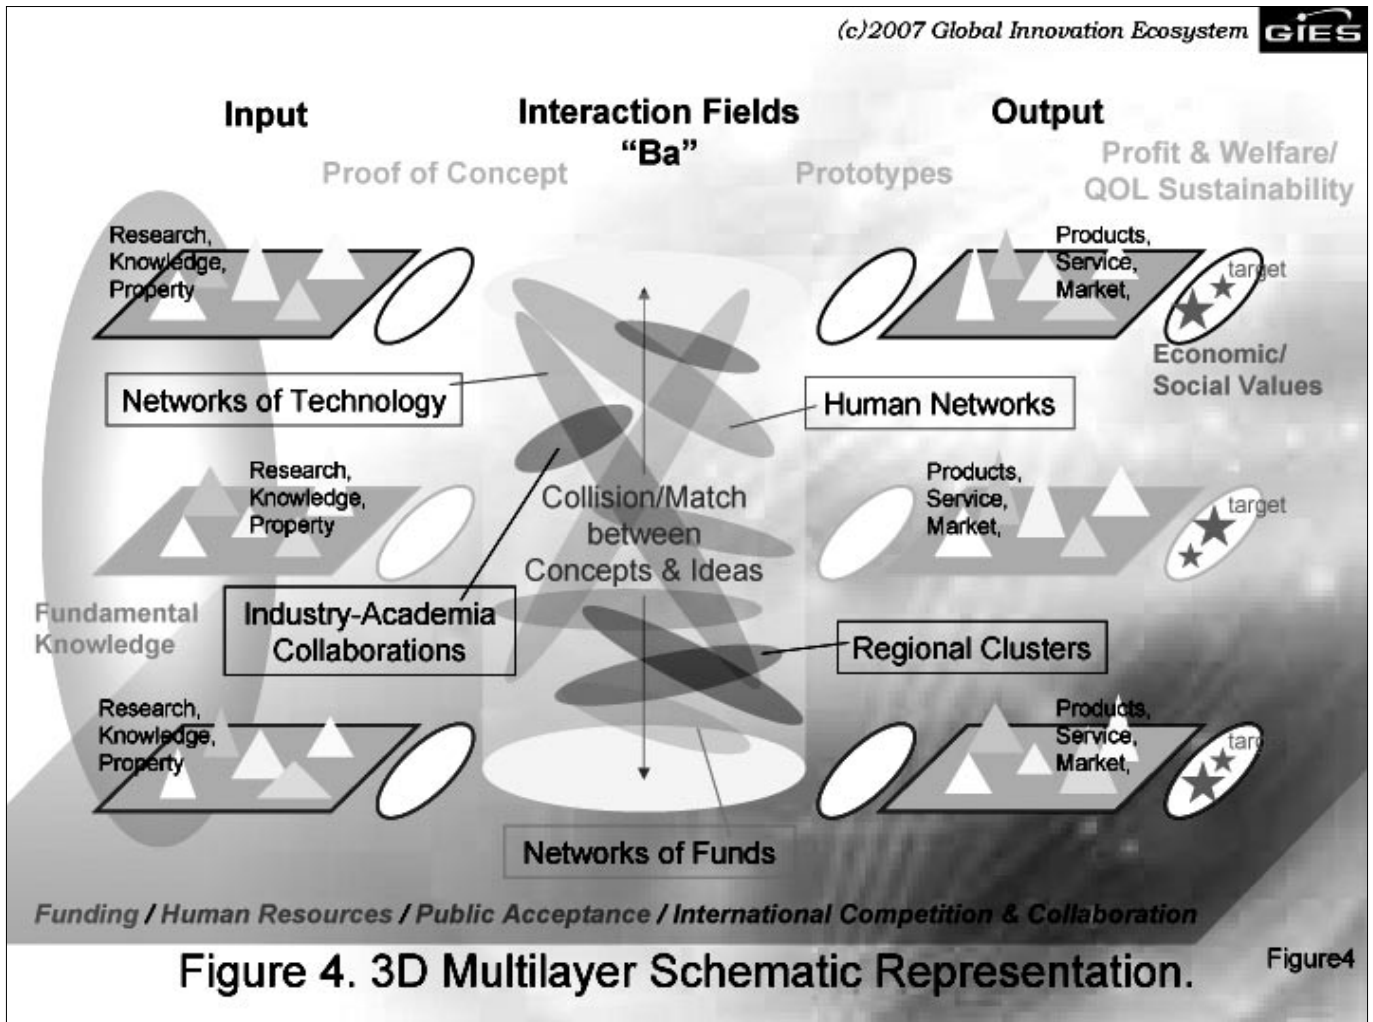 (c)2007 Global Innovation Ecosystem GIES
Input
Interaction Fields
“Ba”
Output
Proof of Concept
Prototypes
Profit & Welfare/
QOL Sustainability
Research,
Knowledge,
Property
Products,
Service,
Market,
target
Economic/
Social Values
Networks of Technology
Human Networks
Research,
Knowledge,
Property
Collision/Match
between
Concepts & Ideas
Products,
Service,
Market,
target
Fundamental
Knowledge
Industry-Academia
Collaborations
Regional Clusters
Research,
Knowledge,
Property
Products,
Service,
Market,
targ
Networks of Funds
Funding / Human Resources / Public Acceptance / International Competition & Collaboration
Figure 4. 3D Multilayer Schematic Representation.
Figure4